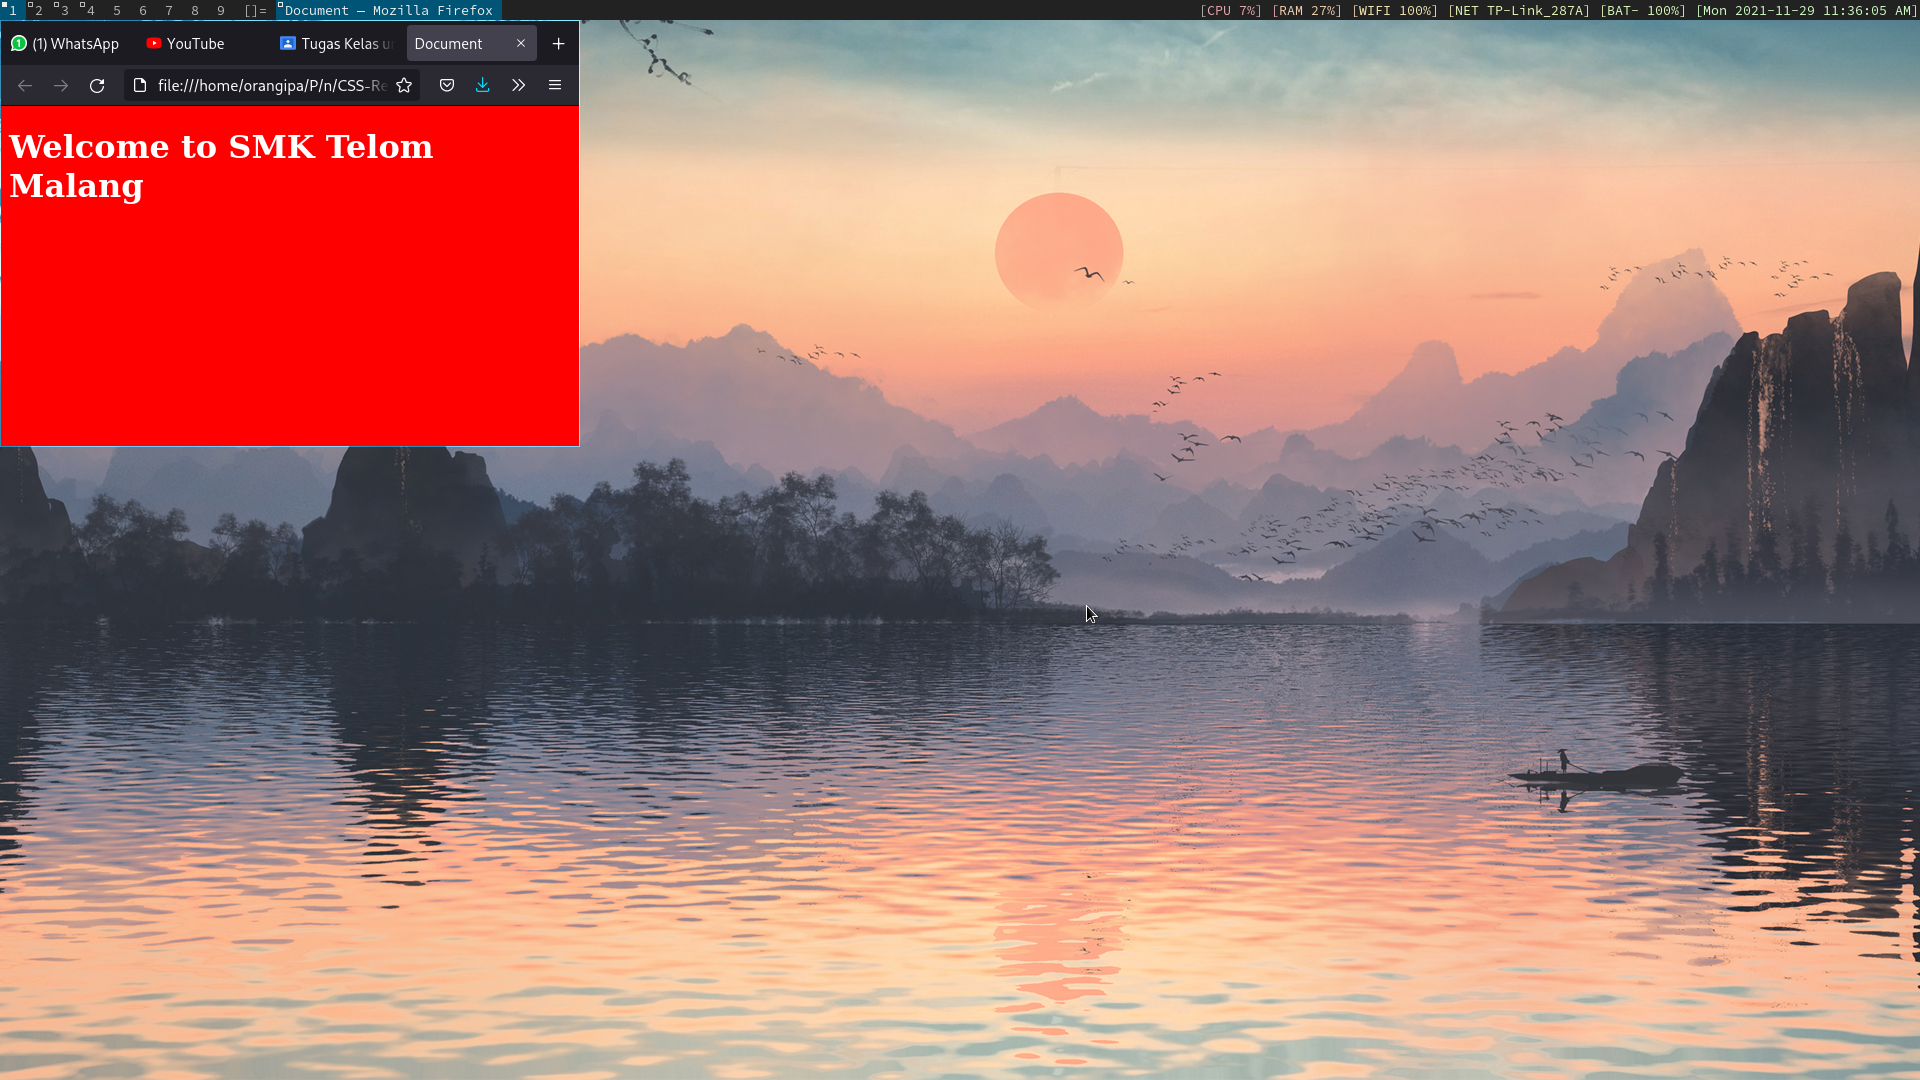 1 2 3 4 5 6 7 8 9 []= Document — Mozilla Firefox [CPU 7%] [RAM 27%] [WIFI 100%] [NET TP-Link_287A] [BAT- 100%] [Mon 2021-11-29 11:36:05 AM]
(1) WhatsApp YouTube Tugas Kelas u Document
file:///home/orangipa/P/n/CSS-Re
Welcome to SMK Telom
Malang